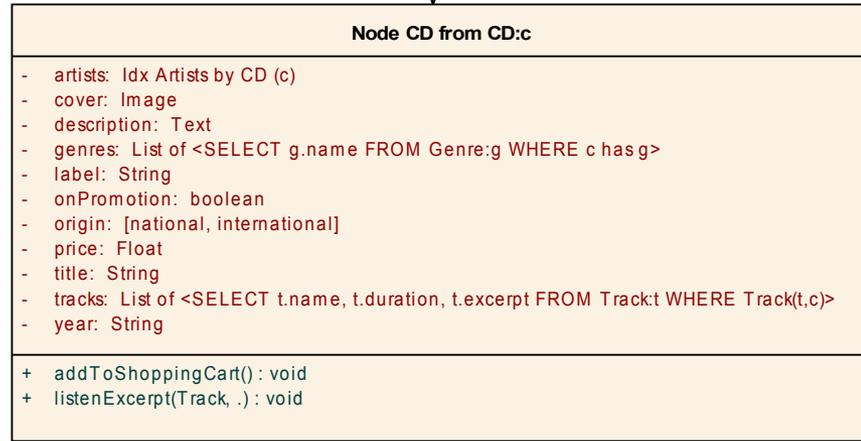 Node CD from CD:c
- artists: Idx Artists by CD (c)
- cover: Image
- description: Text
- genres: List of <SELECT g.name FROM Genre:g WHERE c has g>
- label: String
- onPromotion: boolean
- origin: [national, international]
- price: Float
- title: String
- tracks: List of <SELECT t.name, t.duration, t.excerpt FROM Track:t WHERE Track(t,c)>
- year: String
+ addToShoppingCart() : void
+ listenExcerpt(Track, .) : void